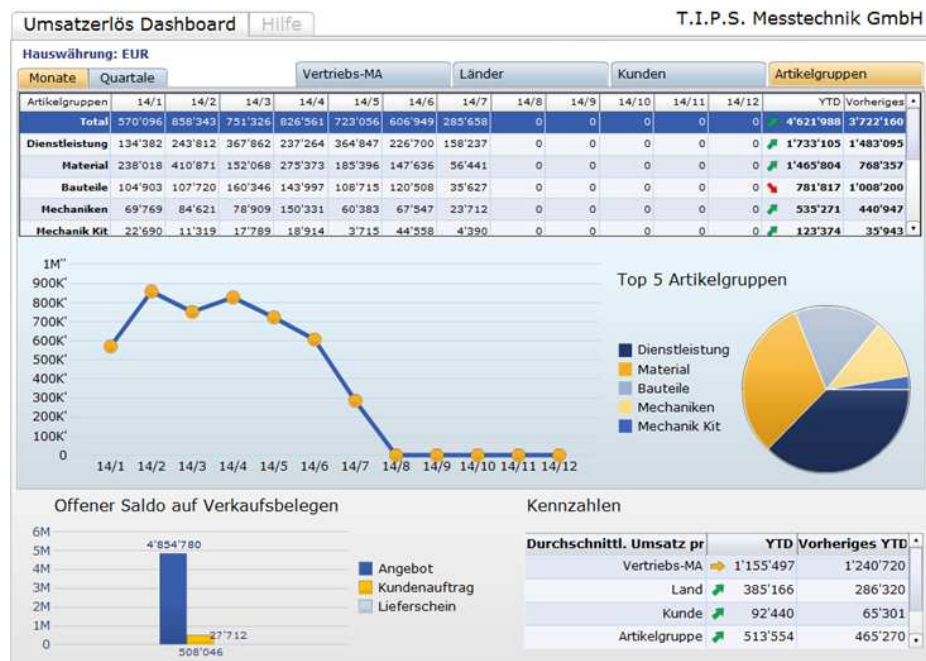 Umsatzerlös Dashboard Hilfe T.I.P.S. Messtechnik GmbH
Hauswährung: EUR
Monate Quartale Vertriebs-MA Länder Kunden Artikelgruppen
Artikelgruppen 14/1 14/2 14/3 14/4 14/5 14/6 14/7 14/8 14/9 14/10 14/11 14/12 YTD Vorheriges
Total 570'096 858'343 751'326 826'561 723'056 606'949 285'658 0 0 0 0 0 4'621'988 3'722'160
Dienstleistung 134'382 243'812 367'862 237'264 364'847 226'700 158'237 0 0 0 0 0 1'733'105 1'483'095
Material 238'018 410'871 152'068 275'373 185'396 147'636 56'441 0 0 0 0 0 1'465'804 768'357
Bauteile 104'903 107'720 160'346 143'997 108'715 120'508 35'627 0 0 0 0 0 781'817 1'008'200
Mechaniken 69'769 84'621 78'909 150'331 60'383 67'547 23'712 0 0 0 0 0 535'271 440'947
Mechanik Kit 22'690 11'319 17'789 18'914 3'715 44'558 4'390 0 0 0 0 0 123'374 35'943
1M''
900K'
800K'
700K'
600K'
500K'
400K'
300K'
200K'
100K'
0
14/1 14/2 14/3 14/4 14/5 14/6 14/7 14/8 14/9 14/10 14/11 14/12
Top 5 Artikelgruppen
Dienstleistung
Material
Bauteile
Mechaniken
Mechanik Kit
Offener Saldo auf Verkaufsbelegen
6M
5M
4M
3M
2M
1M
0
4'854'780
27'712
508'046
Angebot
Kundenauftrag
Lieferschein
Kennzahlen
Durchschnittl. Umsatz pr YTD Vorheriges YTD
Vertriebs-MA 1'155'497 1'240'720
Land 385'166 286'320
Kunde 92'440 65'301
Artikelgruppe 513'554 465'270